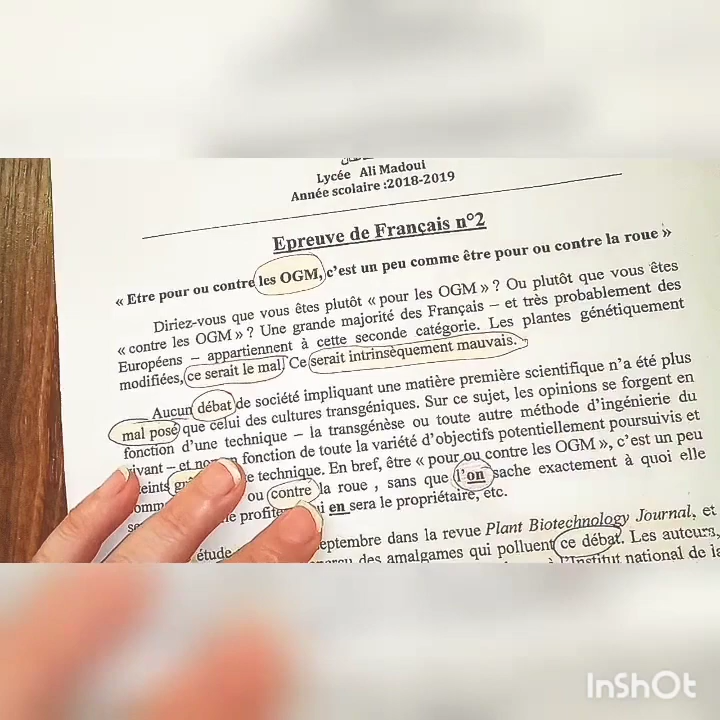 Lycée Ali Madoui
Année scolaire :2018-2019
Epreuve de Français n°2
« Etre pour ou contre les OGM, c'est un peu comme être pour ou contre la roue »
Diriez-vous que vous êtes plutôt « pour les OGM » ? Ou plutôt que vous êtes
« contre les OGM » ? Une grande majorité des Français – et très probablement des
Européens – appartiennent à cette seconde catégorie. Les plantes génétiquement
modifiées, ce serait le mal. Ce serait intrinsèquement mauvais.
Aucun débat de société impliquant une matière première scientifique n'a été plus
mal posé que celui des cultures transgéniques. Sur ce sujet, les opinions se forgent en
fonction d'une technique – la transgénèse ou toute autre méthode d'ingénierie du
vivant – et non fonction de toute la variété d'objectifs potentiellement poursuivis et
technique. En bref, être « pour ou contre les OGM », c'est un peu
ou contre la roue , sans que l'on sache exactement à quoi elle
en sera le propriétaire, etc.
étude septembre dans la revue Plant Biotechnology Journal, et
des amalgames qui polluent ce débat. Les auteurs,
l'Institut national de la
InShOt